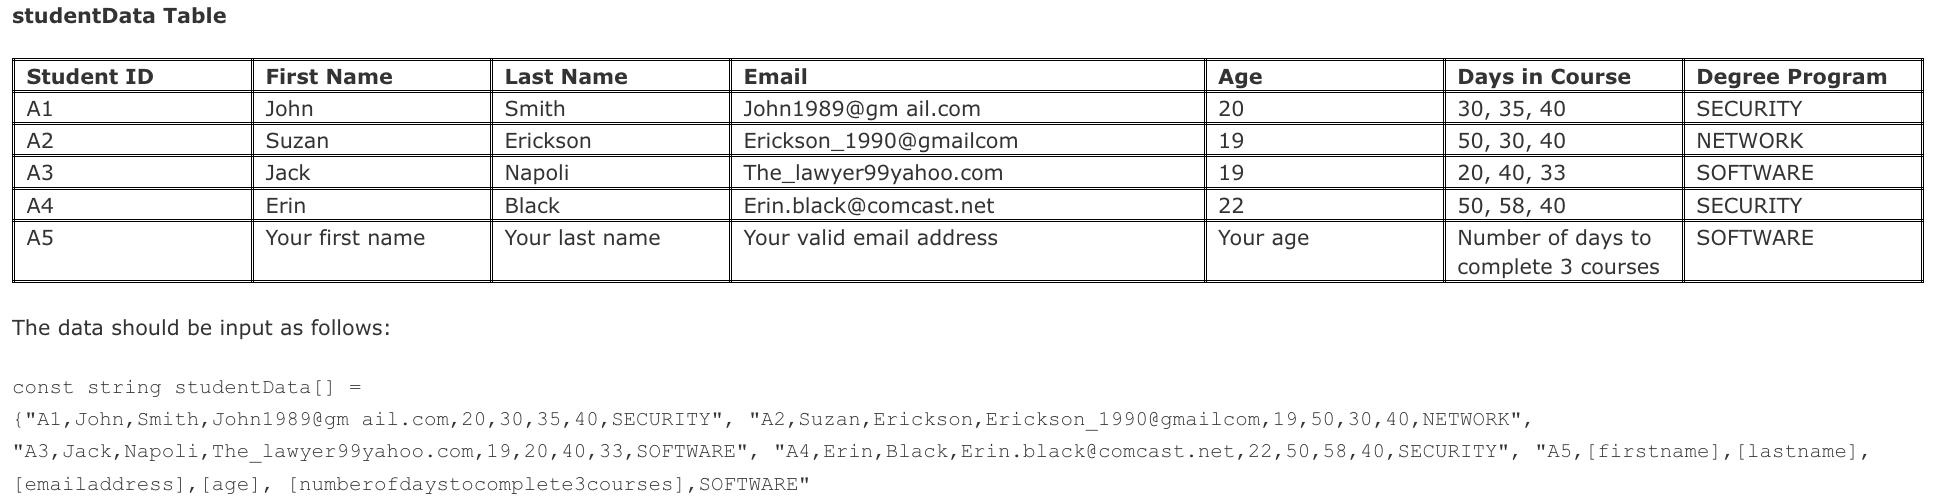 studentData Table
Student ID First Name Last Name Email Age Days in Course Degree Program
A1 John Smith John1989@gm ail.com 20 30, 35, 40 SECURITY
A2 Suzan Erickson Erickson_1990@gmailcom 19 50, 30, 40 NETWORK
A3 Jack Napoli The_lawyer99yahoo.com 19 20, 40, 33 SOFTWARE
A4 Erin Black Erin.black@comcast.net 22 50, 58, 40 SECURITY
A5 Your first name Your last name Your valid email address Your age Number of days to SOFTWARE
complete 3 courses
The data should be input as follows:
const string studentData[] =
{"A1,John,Smith,John1989@gm ail.com,20,30,35,40,SECURITY", "A2,Suzan,Erickson,Erickson_1990@gmailcom,19,50,30,40,NETWORK",
"A3,Jack,Napoli,The_lawyer99yahoo.com,19,20,40,33,SOFTWARE", "A4,Erin,Black,Erin.black@comcast.net,22,50,58,40,SECURITY", "A5,[firstname],[lastname],
[emailaddress],[age], [numberofdaystocomplete3courses],SOFTWARE"